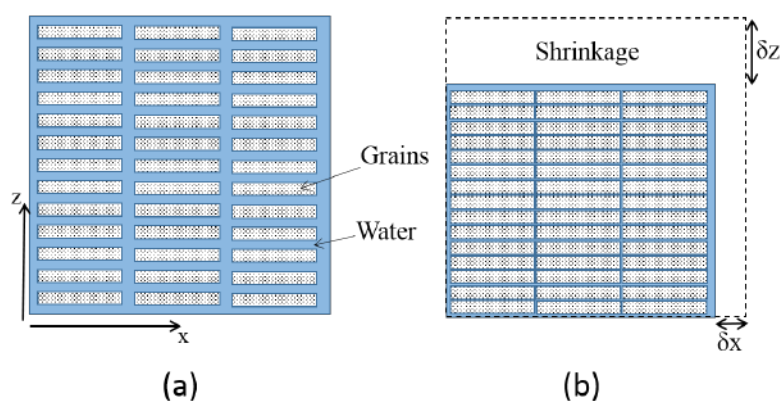 Shrinkage
δz
Grains
Water
z
x
δx
(a)
(b)